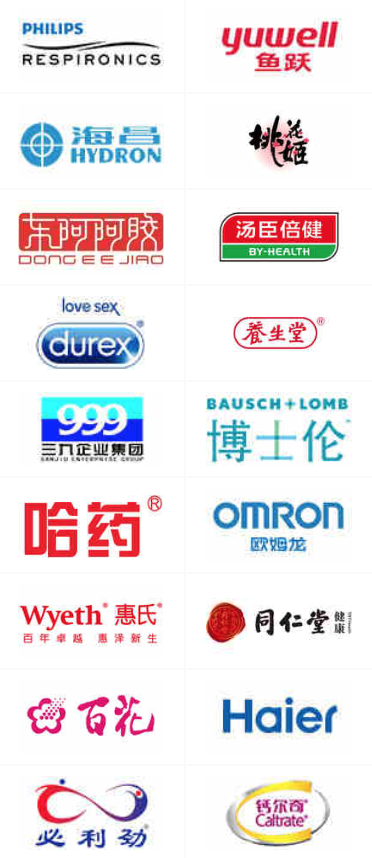 PHILIPS
RESPIRONICS
yuwell
鱼跃
海昌
HYDRON
桃花姬
东阿阿胶
DONG E E JIAO
汤臣倍健
BY-HEALTH
love sex
durex®
養生堂®
999
三九企业集团
SANJIU ENTERPRISE GROUP
BAUSCH+LOMB
博士伦
哈药®
OMRON
欧姆龙
Wyeth® 惠氏®
百年卓越 惠泽新生
同仁堂
健康
百花
Haier
必利劲®
钙尔奇®
Caltrate®